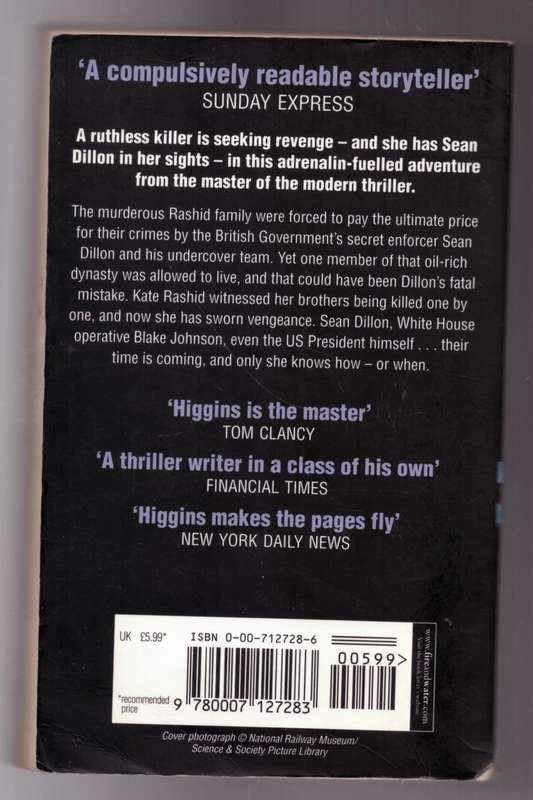 ‘A compulsively readable storyteller’
SUNDAY EXPRESS
A ruthless killer is seeking revenge – and she has Sean
Dillon in her sights – in this adrenalin-fuelled adventure
from the master of the modern thriller.
The murderous Rashid family were forced to pay the ultimate price
for their crimes by the British Government’s secret enforcer Sean
Dillon and his undercover team. Yet one member of that oil-rich
dynasty was allowed to live, and that could have been Dillon’s fatal
mistake. Kate Rashid witnessed her brothers being killed one by
one, and now she has sworn vengeance. Sean Dillon, White House
operative Blake Johnson, even the US President himself . . . their
time is coming, and only she knows how – or when.
‘Higgins is the master’
TOM CLANCY
‘A thriller writer in a class of his own’
FINANCIAL TIMES
‘Higgins makes the pages fly’
NEW YORK DAILY NEWS
UK £5.99*
ISBN 0-00-712728-6
00599>
*recommended
price
9 780007 127283
www.fireandwater.com
Visit the book lover's website
Cover photograph © National Railway Museum/
Science & Society Picture Library